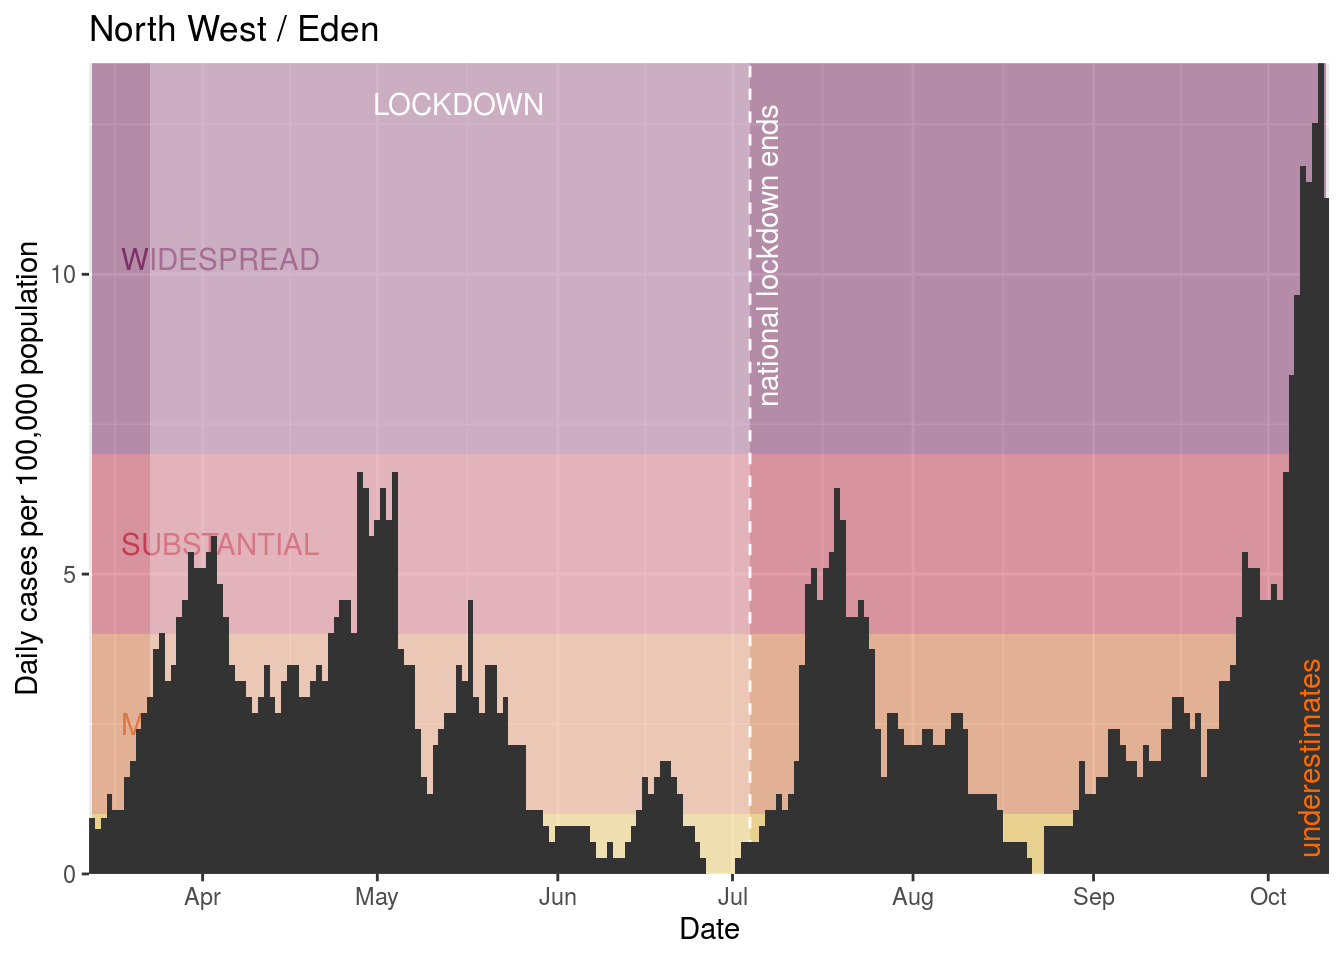 North West / Eden
LOCKDOWN
national lockdown ends
WIDESPREAD
SUBSTANTIAL
M
underestimates
Daily cases per 100,000 population
10
5
0
Apr May Jun Jul Aug Sep Oct
Date